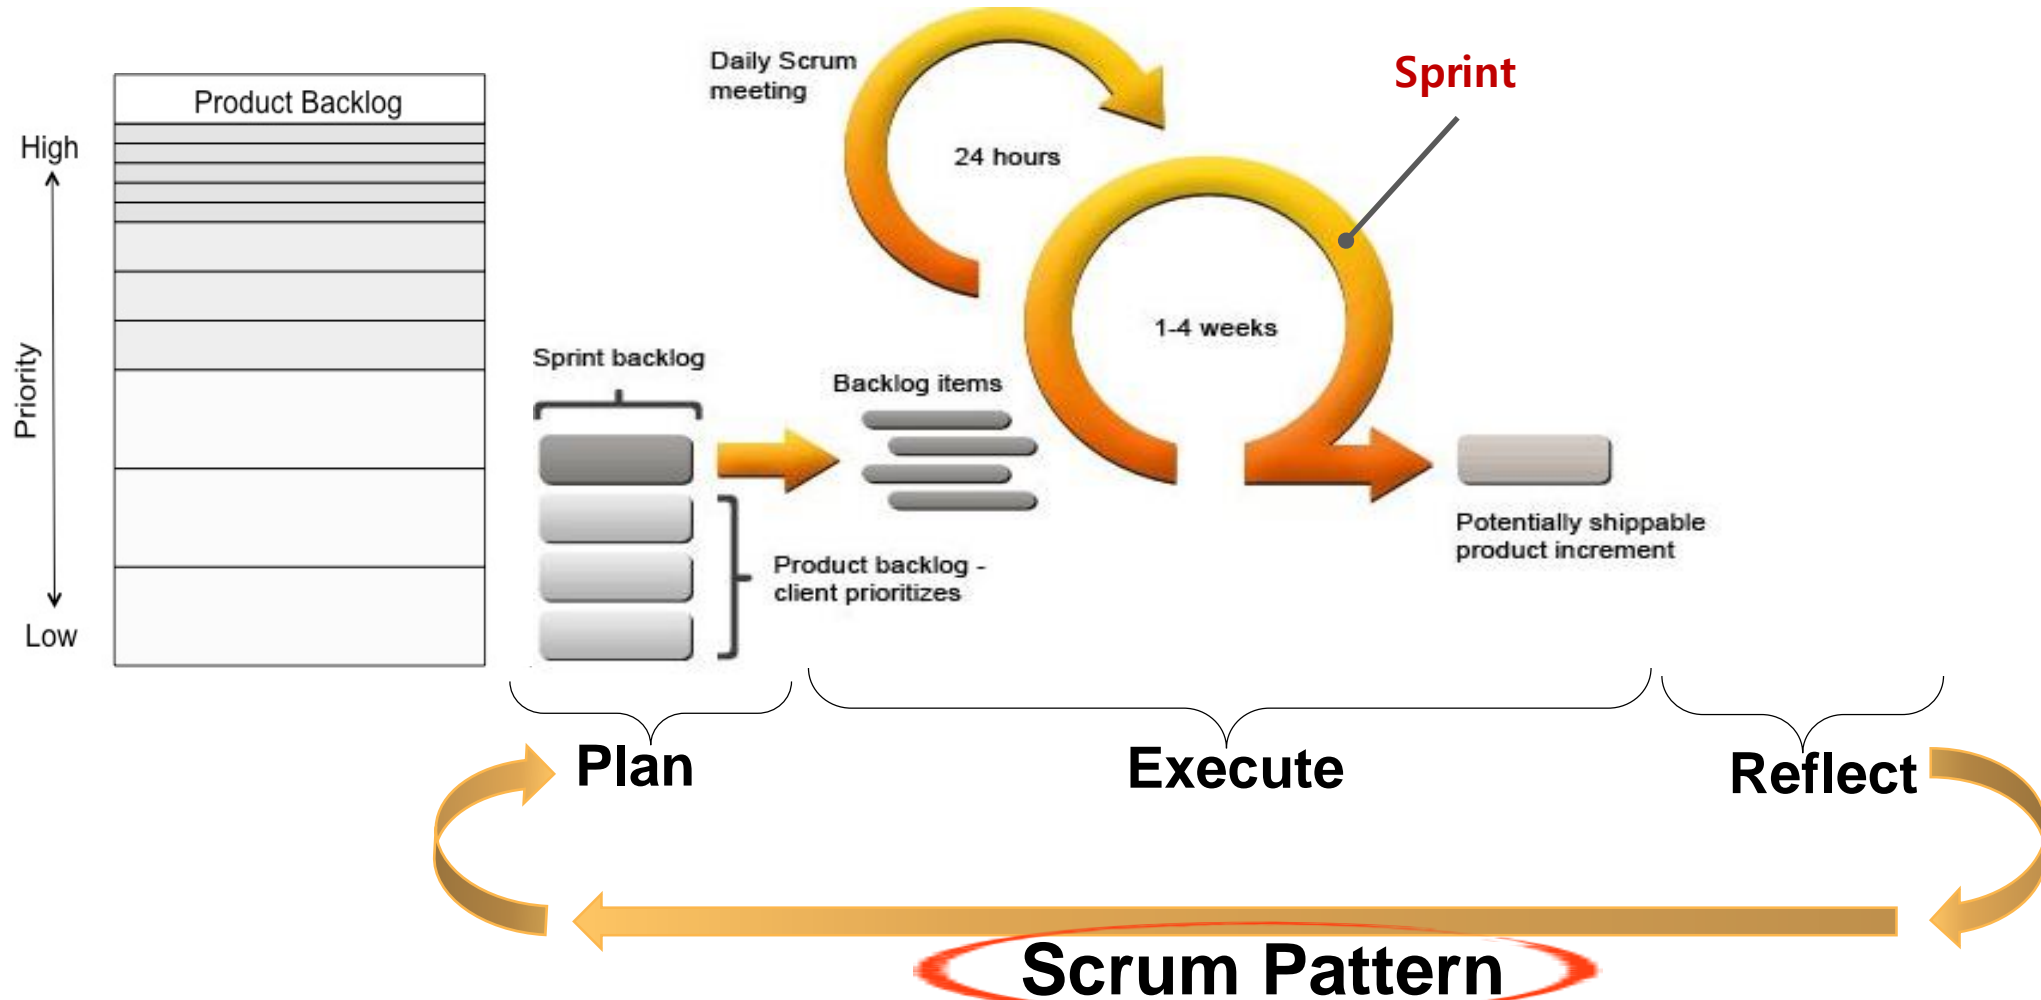 Product Backlog
High
Priority
Low
Daily Scrum
meeting
24 hours
Sprint
1-4 weeks
Sprint backlog
Backlog items
Product backlog -
client prioritizes
Potentially shippable
product increment
Plan
Execute
Reflect
Scrum Pattern